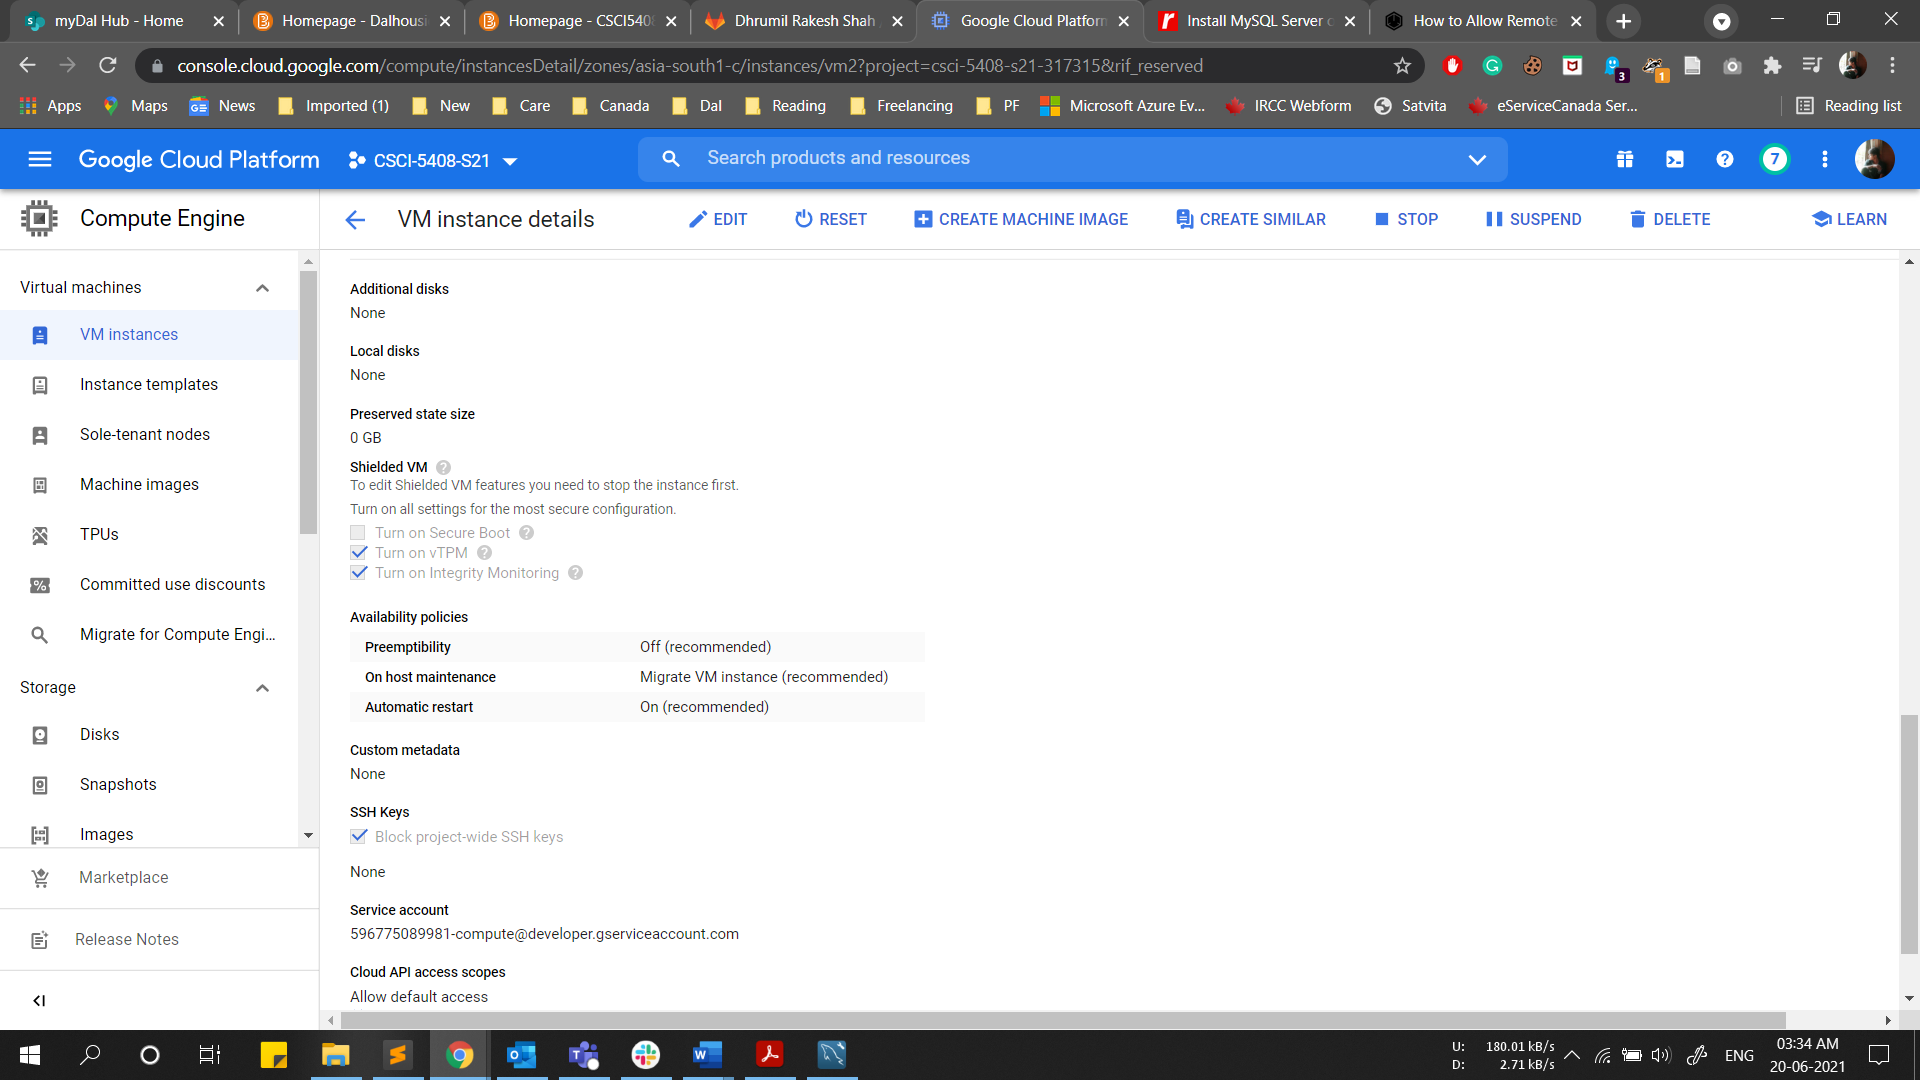 myDal Hub - Home
Homepage - Dalhousi
Homepage - CSCI540
Dhrumil Rakesh Shah
Google Cloud Platform
Install MySQL Server o
How to Allow Remote
console.cloud.google.com/compute/instancesDetail/zones/asia-south1-c/instances/vm2?project=csci-5408-s21-317315&rif_reserved
3
1
Apps
Maps
News
Imported (1)
New
Care
Canada
Dal
Reading
Freelancing
PF
Microsoft Azure Ev...
IRCC Webform
Satvita
eServiceCanada Ser...
Reading list
Google Cloud Platform
CSCI-5408-S21
Search products and resources
7
Compute Engine
VM instance details
EDIT
RESET
CREATE MACHINE IMAGE
CREATE SIMILAR
STOP
SUSPEND
DELETE
LEARN
Virtual machines
VM instances
Instance templates
Sole-tenant nodes
Machine images
TPUs
Committed use discounts
Migrate for Compute Engi...
Storage
Disks
Snapshots
Images
Marketplace
Release Notes
Additional disks
None
Local disks
None
Preserved state size
0 GB
Shielded VM
To edit Shielded VM features you need to stop the instance first.
Turn on all settings for the most secure configuration.
Turn on Secure Boot
Turn on vTPM
Turn on Integrity Monitoring
Availability policies
Preemptibility Off (recommended)
On host maintenance Migrate VM instance (recommended)
Automatic restart On (recommended)
Custom metadata
None
SSH Keys
Block project-wide SSH keys
None
Service account
596775089981-compute@developer.gserviceaccount.com
Cloud API access scopes
Allow default access
U: 180.01 kB/s
D: 2.71 kB/s
ENG
03:34 AM
20-06-2021